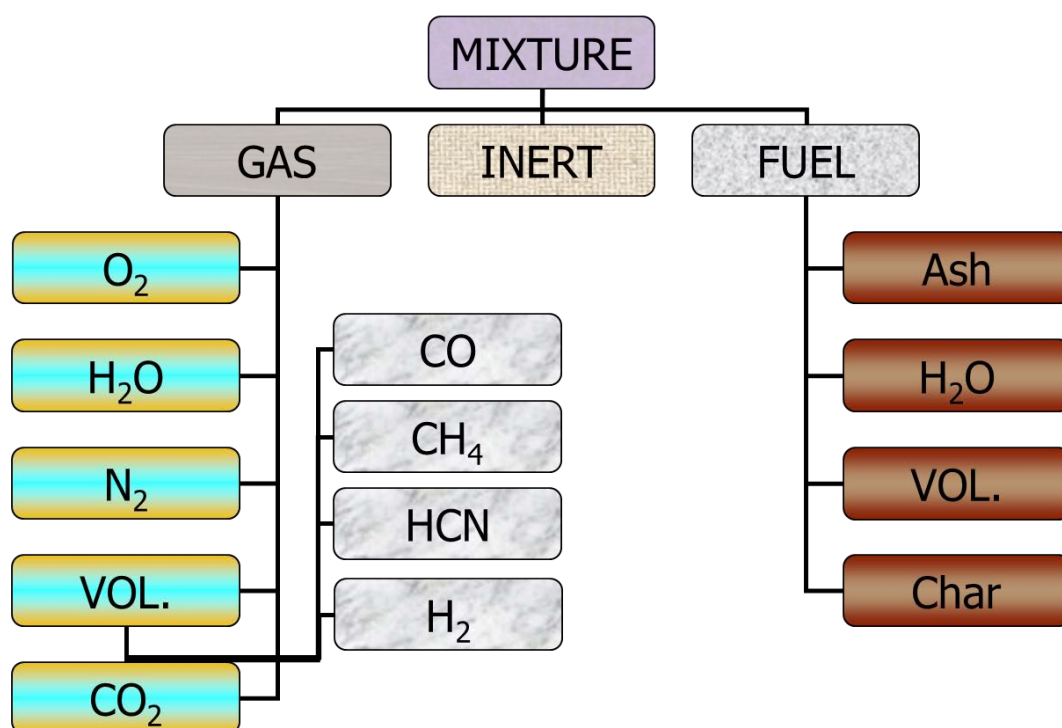 MIXTURE
GAS
INERT
FUEL
O₂
H₂O
N₂
VOL.
CO₂
CO
CH₄
HCN
H₂
Ash
H₂O
VOL.
Char